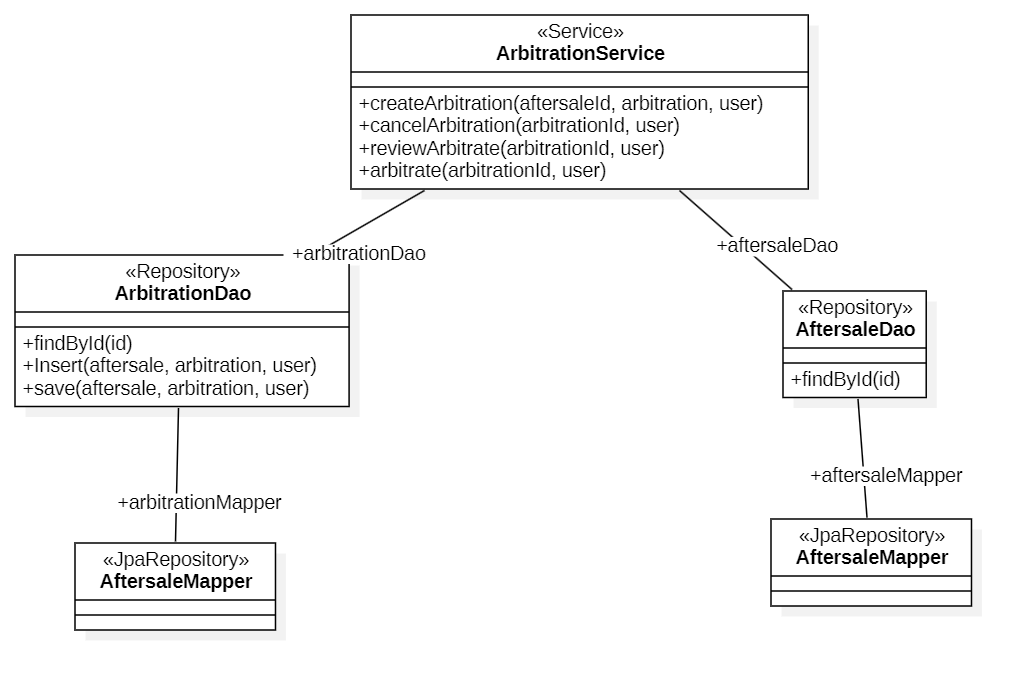 «Service»
ArbitrationService
+createArbitration(aftersaleId, arbitration, user)
+cancelArbitration(arbitrationId, user)
+reviewArbitrate(arbitrationId, user)
+arbitrate(arbitrationId, user)
+arbitrationDao
+aftersaleDao
«Repository»
ArbitrationDao
+findById(id)
+Insert(aftersale, arbitration, user)
+save(aftersale, arbitration, user)
«Repository»
AftersaleDao
+findById(id)
+arbitrationMapper
+aftersaleMapper
«JpaRepository»
AftersaleMapper
«JpaRepository»
AftersaleMapper